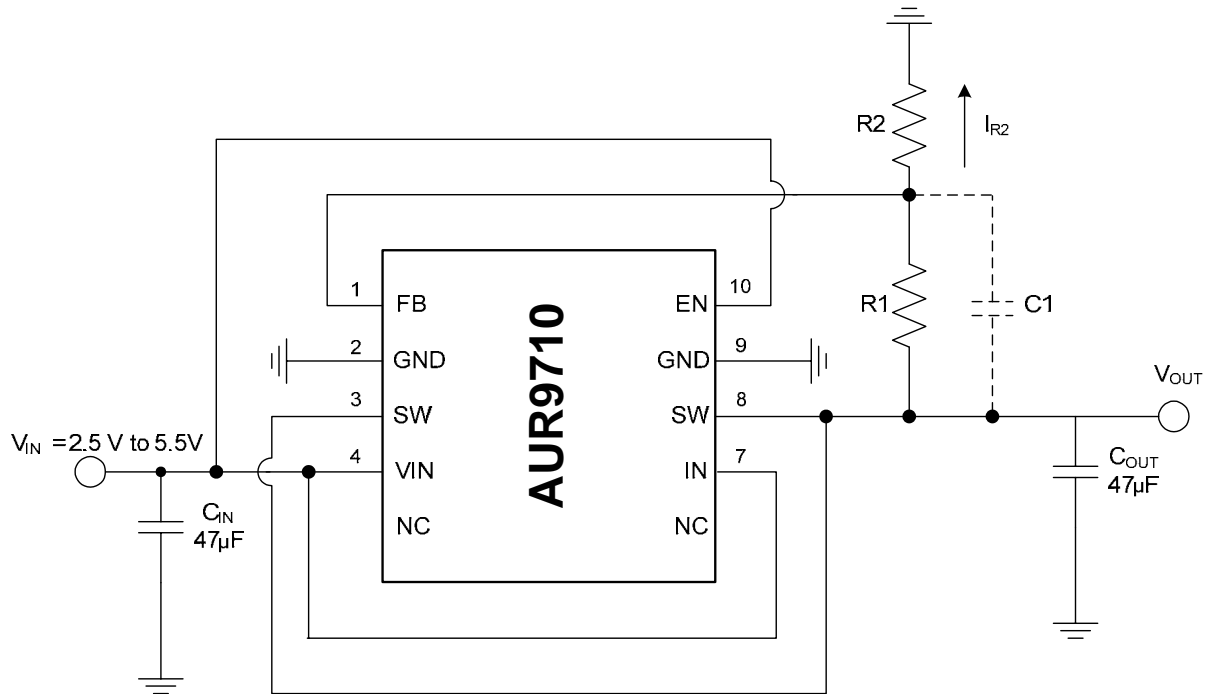 R2
I_R2
1
FB
EN
10
R1
C1
2
GND
GND
9
AUR9710
3
SW
SW
8
V_OUT
V_IN =2.5 V to 5.5V
4
VIN
IN
7
C_IN
47µF
NC
NC
C_OUT
47µF